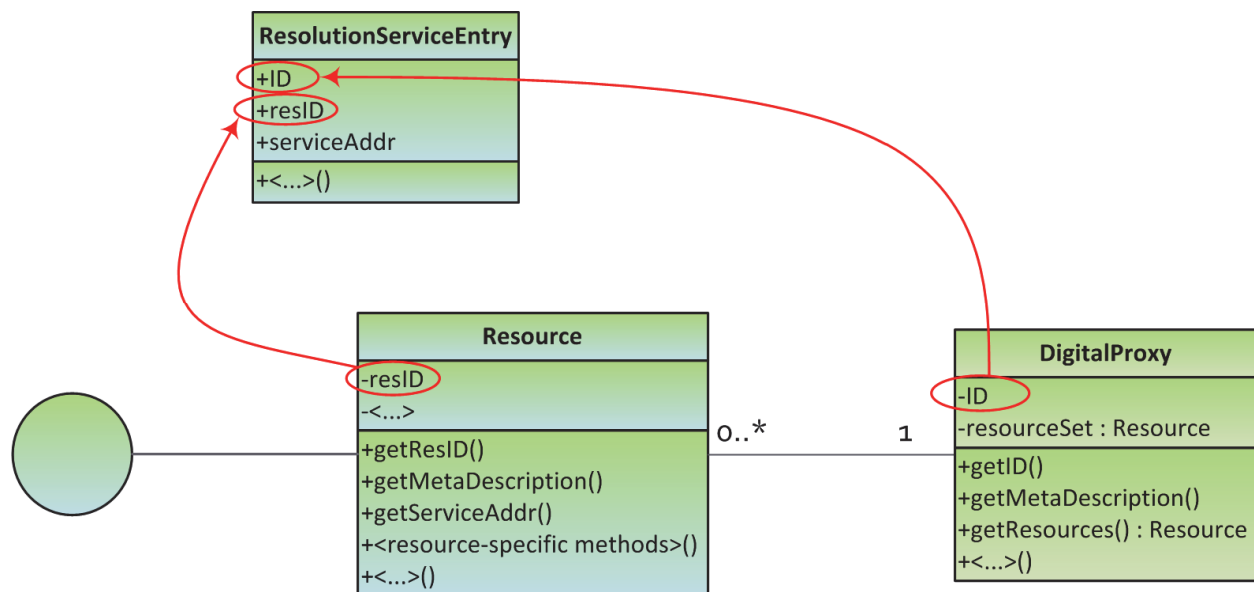 ResolutionServiceEntry
+ID
+resID
+serviceAddr
+<...>()
Resource
-resID
-<...>
+getResID()
+getMetaDescription()
+getServiceAddr()
+<resource-specific methods>()
+<...>()
0..*
1
DigitalProxy
-ID
-resourceSet : Resource
+getID()
+getMetaDescription()
+getResources() : Resource
+<...>()